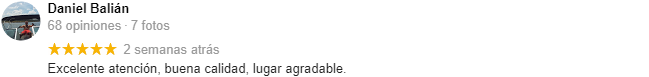 Daniel Balián
68 opiniones · 7 fotos
★★★★★ 2 semanas atrás
Excelente atención, buena calidad, lugar agradable.